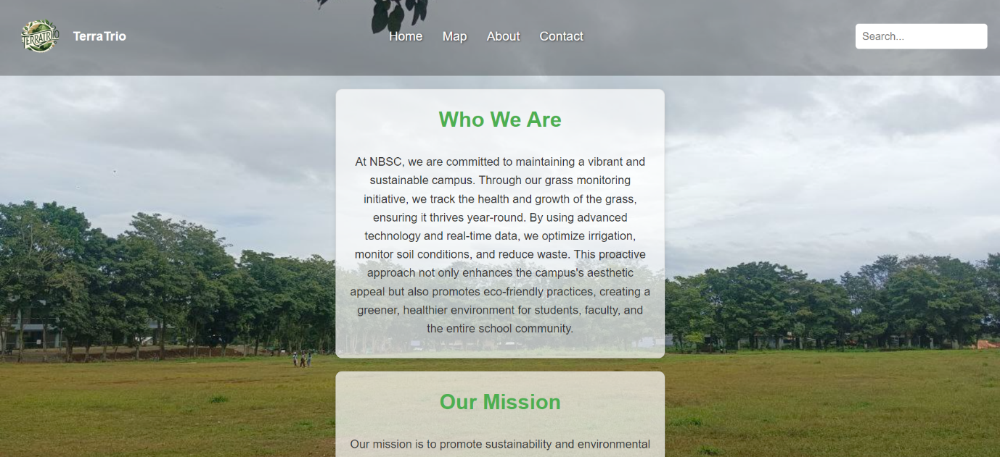 TERRATRIO
TerraTrio
Home Map About Contact
Search...
Who We Are
At NBSC, we are committed to maintaining a vibrant and
sustainable campus. Through our grass monitoring
initiative, we track the health and growth of the grass,
ensuring it thrives year-round. By using advanced
technology and real-time data, we optimize irrigation,
monitor soil conditions, and reduce waste. This proactive
approach not only enhances the campus's aesthetic
appeal but also promotes eco-friendly practices, creating a
greener, healthier environment for students, faculty, and
the entire school community.
Our Mission
Our mission is to promote sustainability and environmental